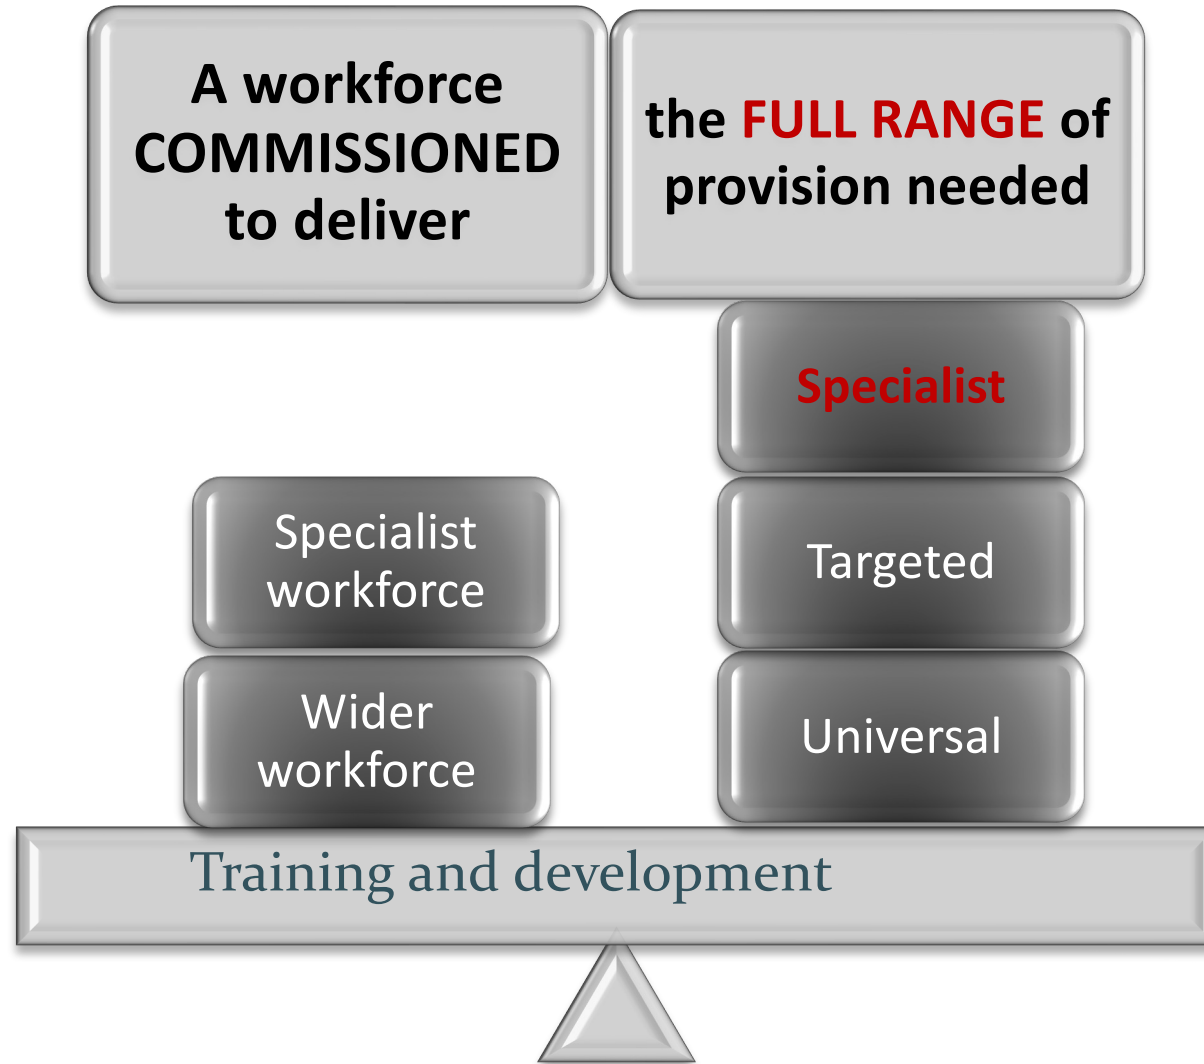 A workforce
COMMISSIONED
to deliver
the FULL RANGE of
provision needed
Specialist
Specialist
workforce
Targeted
Wider
workforce
Universal
Training and development